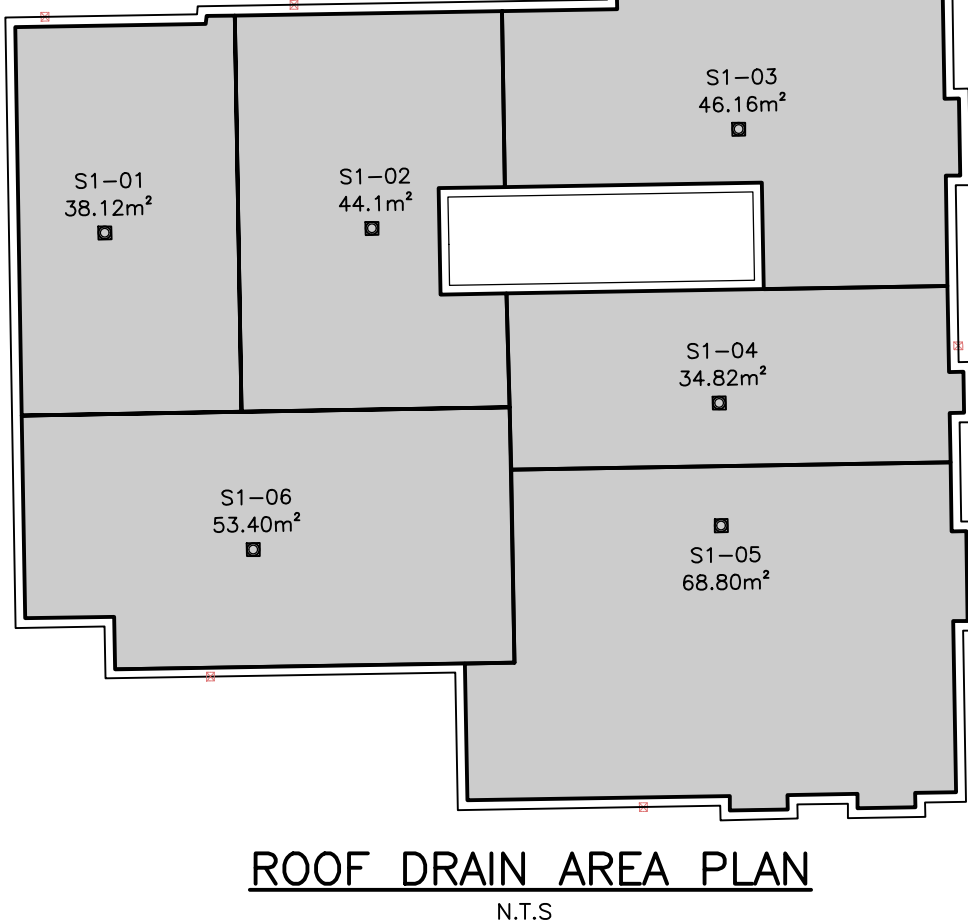 S1-03
46.16m²
S1-01
38.12m²
S1-02
44.1m²
S1-04
34.82m²
S1-06
53.40m²
S1-05
68.80m²
ROOF DRAIN AREA PLAN
N.T.S